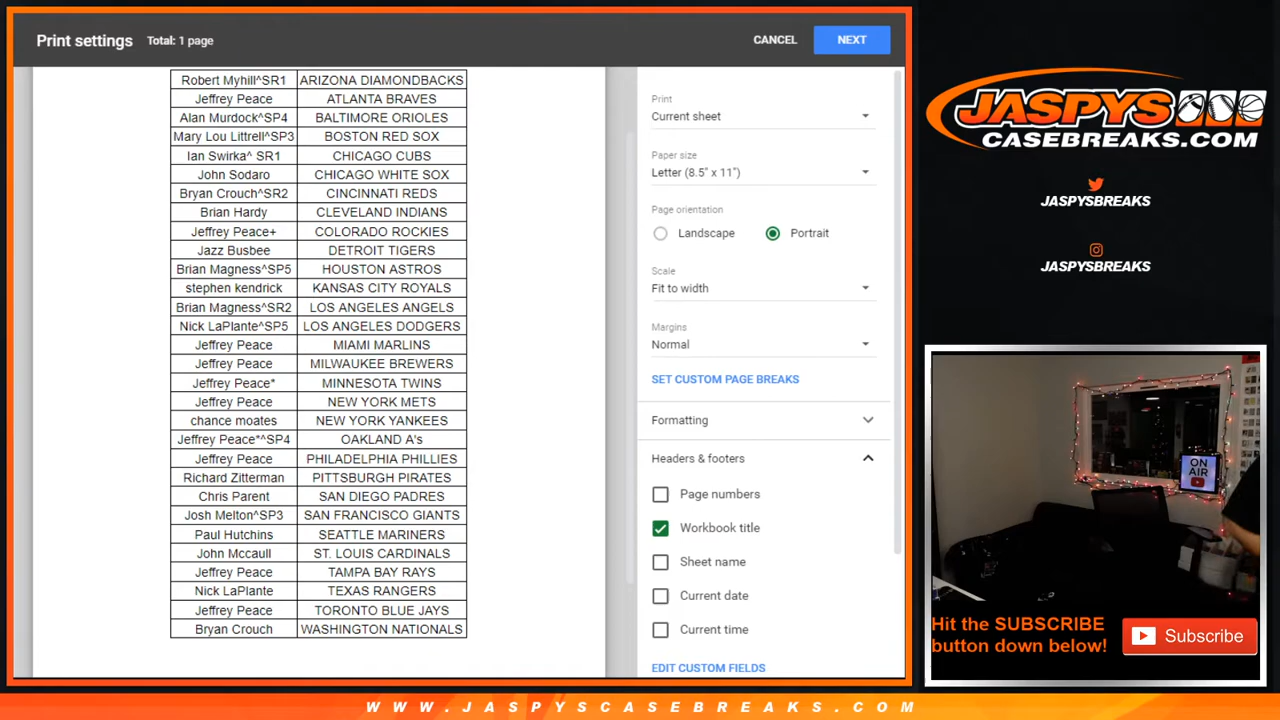 Print settings Total: 1 page CANCEL NEXT
Robert Myhill^SR1 ARIZONA DIAMONDBACKS
Jeffrey Peace ATLANTA BRAVES
Alan Murdock^SP4 BALTIMORE ORIOLES
Mary Lou Littrell^SP3 BOSTON RED SOX
Ian Swirka^ SR1 CHICAGO CUBS
John Sodaro CHICAGO WHITE SOX
Bryan Crouch^SR2 CINCINNATI REDS
Brian Hardy CLEVELAND INDIANS
Jeffrey Peace+ COLORADO ROCKIES
Jazz Busbee DETROIT TIGERS
Brian Magness^SP5 HOUSTON ASTROS
stephen kendrick KANSAS CITY ROYALS
Brian Magness^SR2 LOS ANGELES ANGELS
Nick LaPlante^SP5 LOS ANGELES DODGERS
Jeffrey Peace MIAMI MARLINS
Jeffrey Peace MILWAUKEE BREWERS
Jeffrey Peace* MINNESOTA TWINS
Jeffrey Peace NEW YORK METS
chance moates NEW YORK YANKEES
Jeffrey Peace*^SP4 OAKLAND A's
Jeffrey Peace PHILADELPHIA PHILLIES
Richard Zitterman PITTSBURGH PIRATES
Chris Parent SAN DIEGO PADRES
Josh Melton^SP3 SAN FRANCISCO GIANTS
Paul Hutchins SEATTLE MARINERS
John Mccaull ST. LOUIS CARDINALS
Jeffrey Peace TAMPA BAY RAYS
Nick LaPlante TEXAS RANGERS
Jeffrey Peace TORONTO BLUE JAYS
Bryan Crouch WASHINGTON NATIONALS
Print
Current sheet
Paper size
Letter (8.5" x 11")
Page orientation
Landscape Portrait
Scale
Fit to width
Margins
Normal
SET CUSTOM PAGE BREAKS
Formatting
Headers & footers
Page numbers
Workbook title
Sheet name
Current date
Current time
EDIT CUSTOM FIELDS
JASPYS
CASEBREAKS.COM
JASPYSBREAKS
JASPYSBREAKS
ON
AIR
Hit the SUBSCRIBE
button down below!
Subscribe
WWW.JASPYSCASEBREAKS.COM